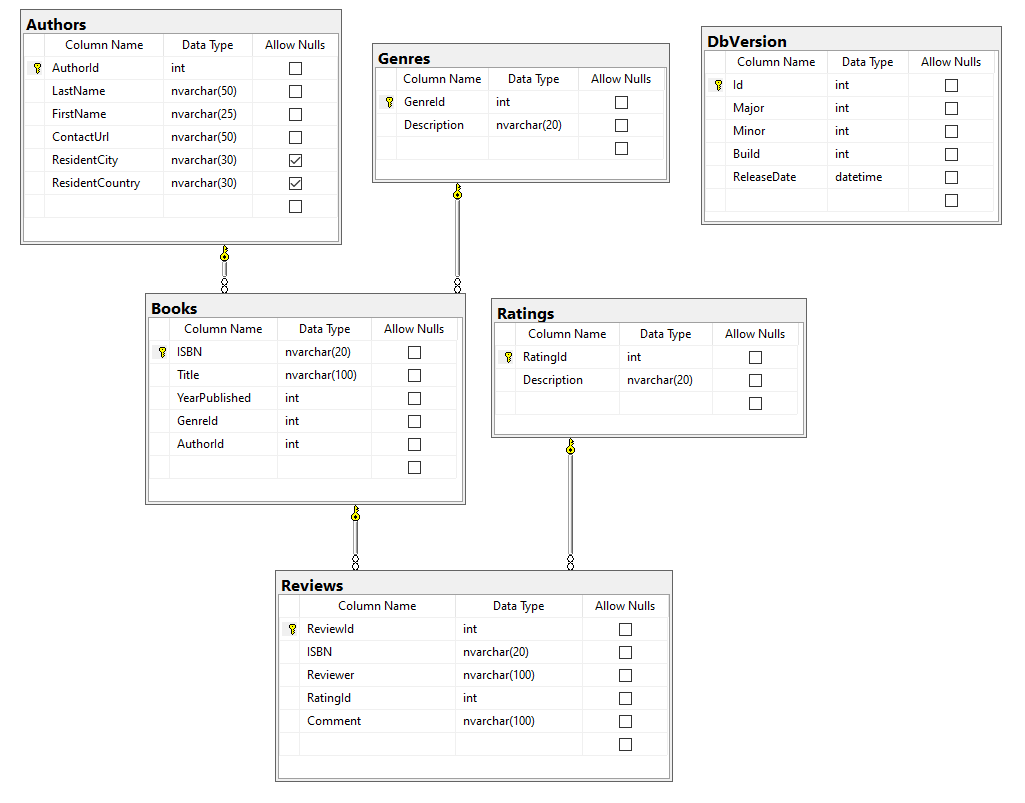 Authors
Column Name Data Type Allow Nulls
AuthorId int
LastName nvarchar(50)
FirstName nvarchar(25)
ContactUrl nvarchar(50)
ResidentCity nvarchar(30)
ResidentCountry nvarchar(30)
Genres
Column Name Data Type Allow Nulls
GenreId int
Description nvarchar(20)
DbVersion
Column Name Data Type Allow Nulls
Id int
Major int
Minor int
Build int
ReleaseDate datetime
Books
Column Name Data Type Allow Nulls
ISBN nvarchar(20)
Title nvarchar(100)
YearPublished int
GenreId int
AuthorId int
Ratings
Column Name Data Type Allow Nulls
RatingId int
Description nvarchar(20)
Reviews
Column Name Data Type Allow Nulls
ReviewId int
ISBN nvarchar(20)
Reviewer nvarchar(100)
RatingId int
Comment nvarchar(100)